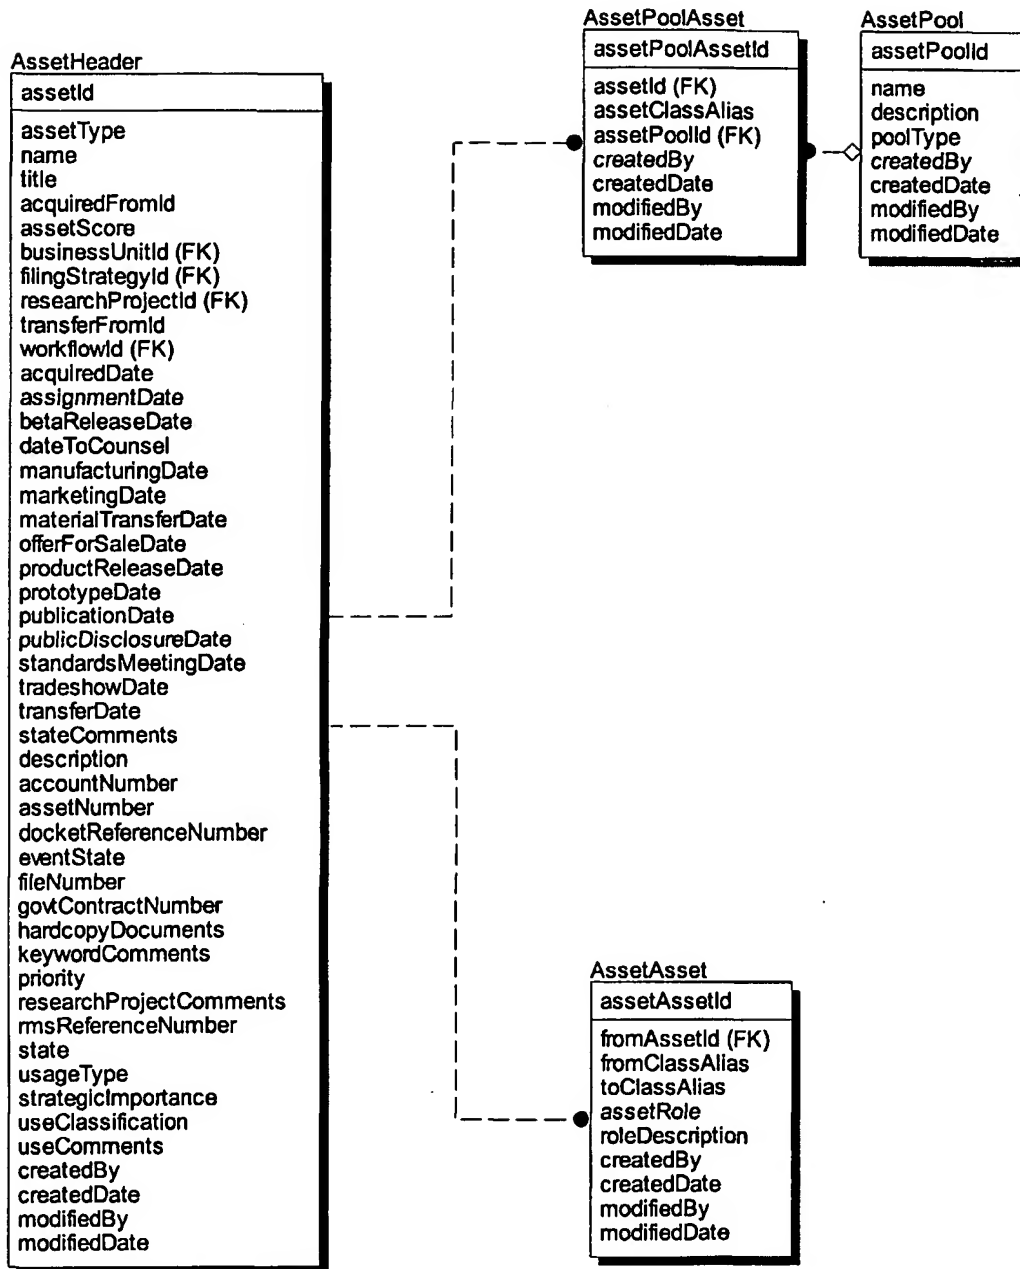 AssetHeader
assetId
assetType
name
title
acquiredFromId
assetScore
businessUnitId (FK)
filingStrategyId (FK)
researchProjectId (FK)
transferFromId
workflowId (FK)
acquiredDate
assignmentDate
betaReleaseDate
dateToCounsel
manufacturingDate
marketingDate
materialTransferDate
offerForSaleDate
productReleaseDate
prototypeDate
publicationDate
publicDisclosureDate
standardsMeetingDate
tradeshowDate
transferDate
stateComments
description
accountNumber
assetNumber
docketReferenceNumber
eventState
fileNumber
govtContractNumber
hardcopyDocuments
keywordComments
priority
researchProjectComments
rmsReferenceNumber
state
usageType
strategicImportance
useClassification
useComments
createdBy
createdDate
modifiedBy
modifiedDate
AssetPoolAsset
assetPoolAssetId
assetId (FK)
assetClassAlias
assetPoolId (FK)
createdBy
createdDate
modifiedBy
modifiedDate
AssetPool
assetPoolId
name
description
poolType
createdBy
createdDate
modifiedBy
modifiedDate
AssetAsset
assetAssetId
fromAssetId (FK)
fromClassAlias
toClassAlias
assetRole
roleDescription
createdBy
createdDate
modifiedBy
modifiedDate